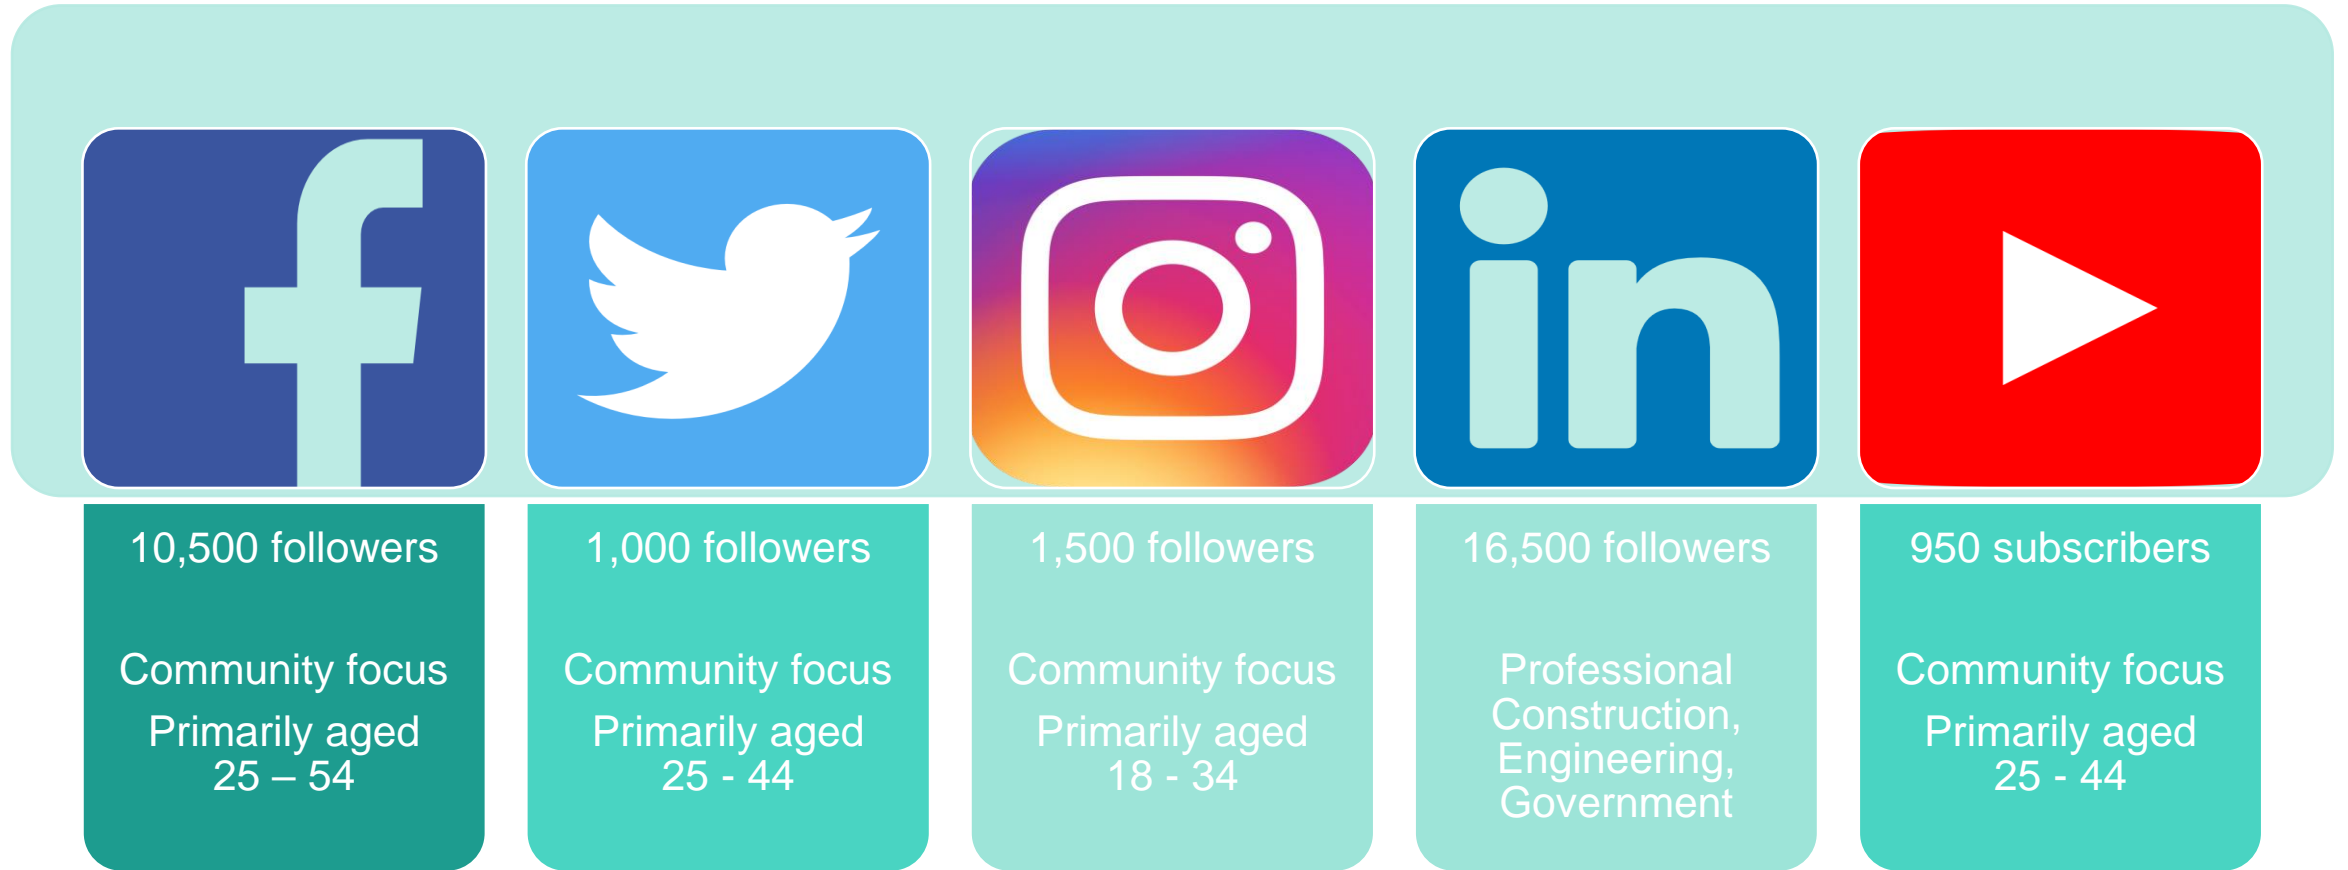 10,500 followers
Community focus
Primarily aged
25 – 54
1,000 followers
Community focus
Primarily aged
25 - 44
1,500 followers
Community focus
Primarily aged
18 - 34
in
16,500 followers
Professional
Construction,
Engineering,
Government
950 subscribers
Community focus
Primarily aged
25 - 44